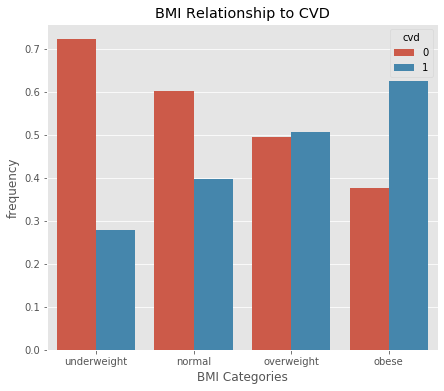 BMI Relationship to CVD
cvd
0
1
0.7
0.6
0.5
0.4
0.3
0.2
0.1
0.0
frequency
underweight normal overweight obese
BMI Categories